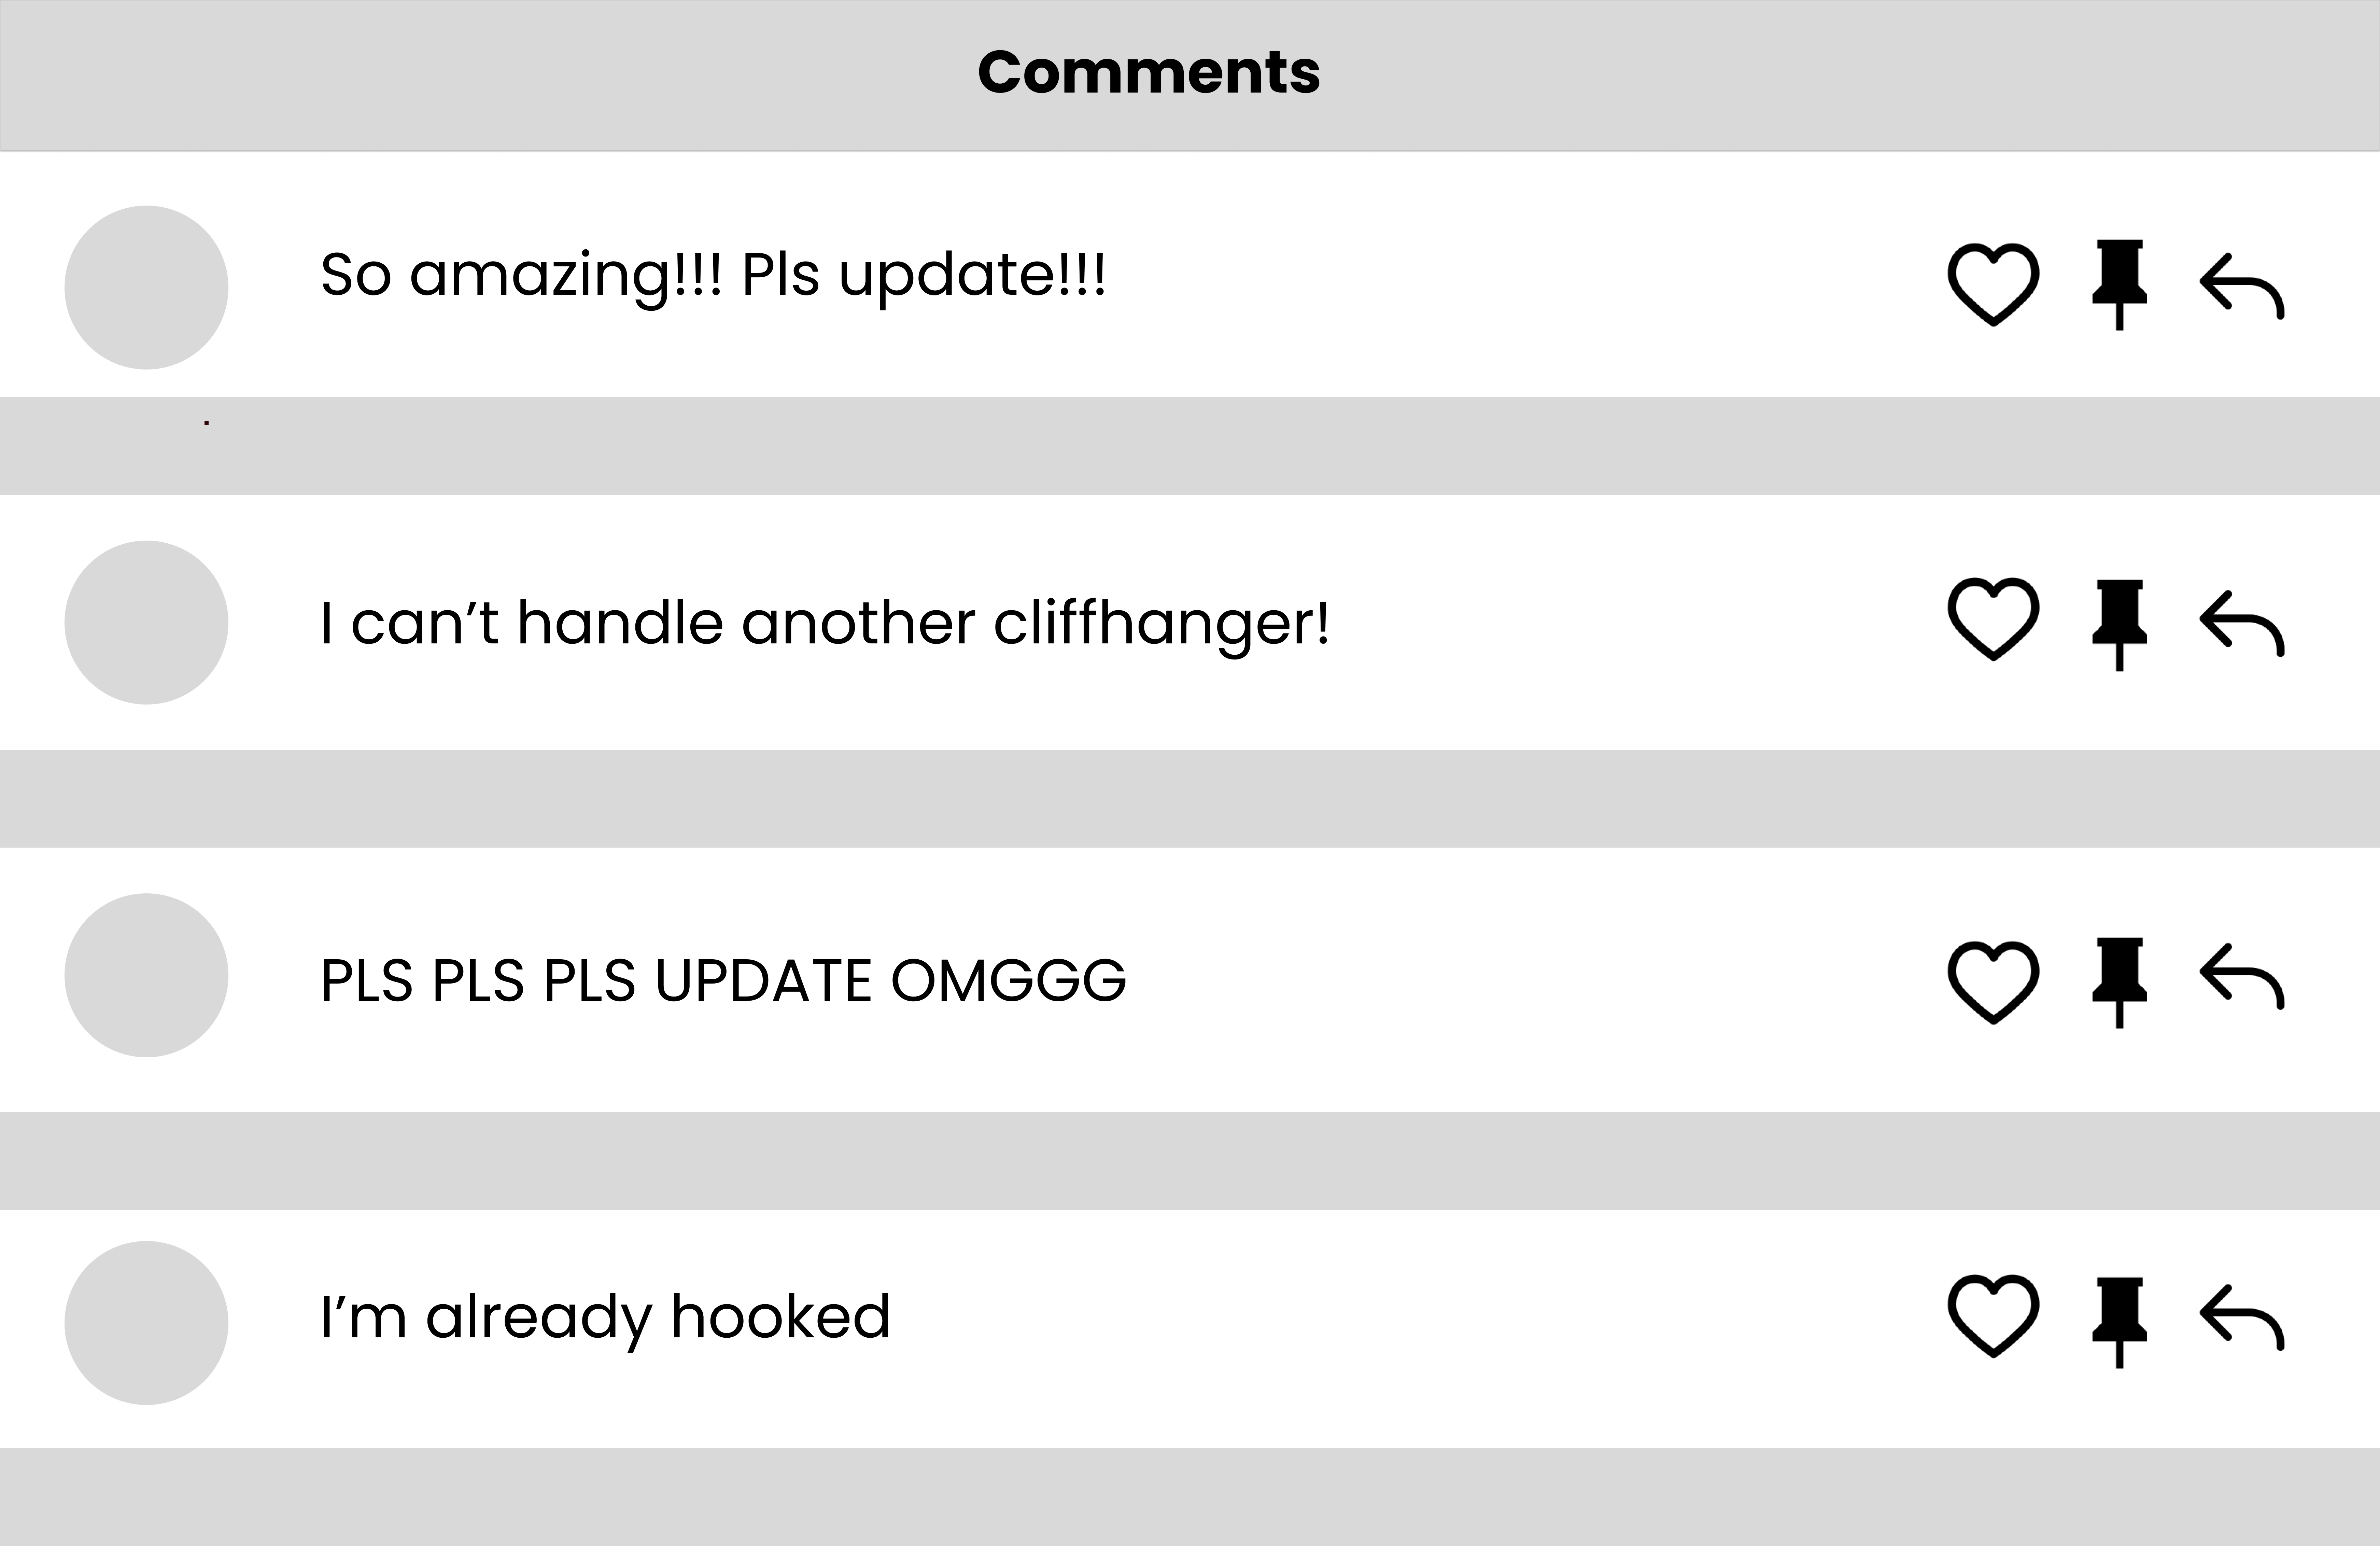 Comments
So amazing!!! Pls update!!!
I can’t handle another cliffhanger!
PLS PLS PLS UPDATE OMGGG
I’m already hooked